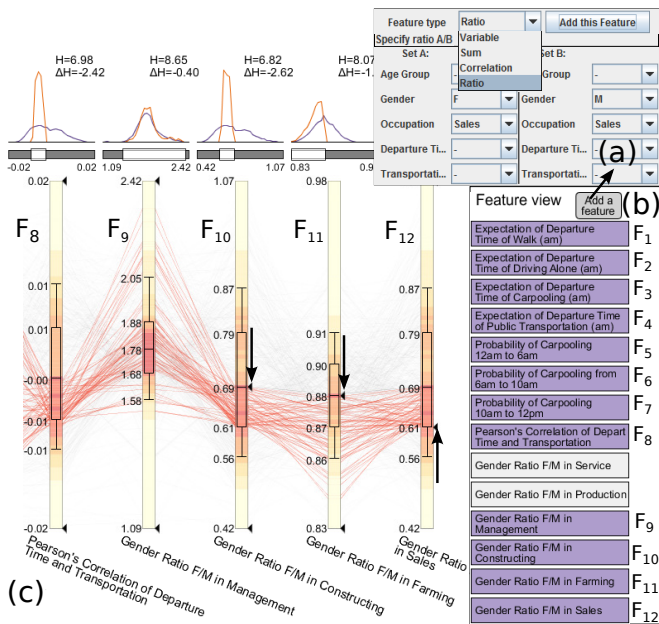 H=6.98
ΔH=-2.42
H=8.65
ΔH=-0.40
H=6.82
ΔH=-2.62
H=8.07
-0.02
0.02
1.09
2.42
0.42
1.07
0.83
Feature type
Ratio
Add this Feature
Variable
Sum
Correlation
Ratio
Specify ratio A/B
Set A:
Set B:
Age Group
-
-
Gender
F
Gender
M
Occupation
Sales
Occupation
Sales
Departure Ti...
-
Departure Ti...
-
Transportati...
-
Transportati...
-
(a)
0.02
2.42
1.07
0.98
F8
F9
F10
F11
F12
0.01
0.01
-0.00
-0.01
-0.01
-0.02
2.05
1.88
1.78
1.68
1.58
1.09
0.87
0.79
0.69
0.61
0.56
0.42
0.91
0.90
0.88
0.87
0.86
0.83
0.87
0.79
0.69
0.61
0.56
0.42
Pearson's Correlation of Departure
Time and Transportation
Gender Ratio F/M in Management
Gender Ratio F/M in Constructing
Gender Ratio F/M in Farming
Gender Ratio F/M
in Sales
(c)
Feature view
Add a
feature
(b)
Expectation of Departure
Time of Walk (am)
F1
Expectation of Departure
Time of Driving Alone (am)
F2
Expectation of Departure
Time of Carpooling (am)
F3
Expectation of Departure Time
of Public Transportation (am)
F4
Probability of Carpooling
12am to 6am
F5
Probability of Carpooling from
6am to 10am
F6
Probability of Carpooling
10am to 12pm
F7
Pearson's Correlation of Depart
Time and Transportation
F8
Gender Ratio F/M in Service
Gender Ratio F/M in Production
Gender Ratio F/M in
Management
F9
Gender Ratio F/M in
Constructing
F10
Gender Ratio F/M in Farming
F11
Gender Ratio F/M in Sales
F12